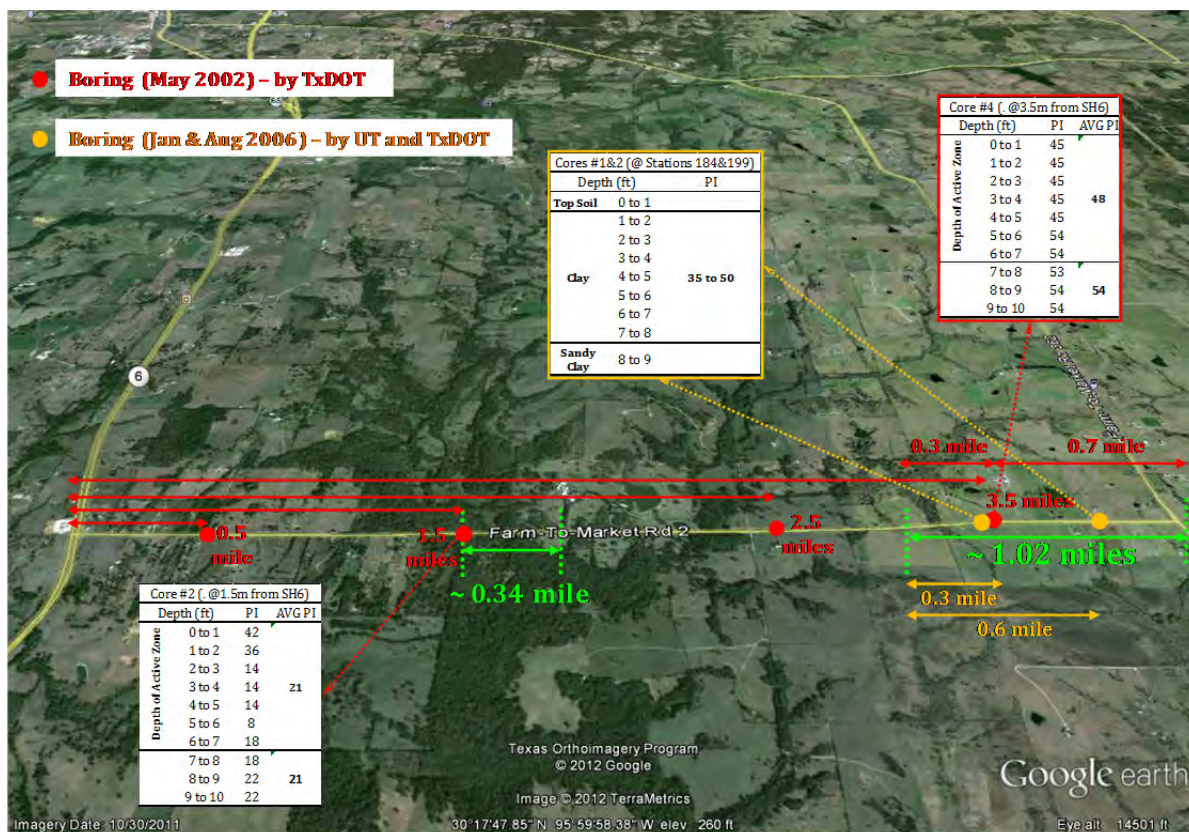 Boring (May 2002) – by TxDOT
Boring (Jan & Aug 2006) – by UT and TxDOT
Core #4 (. @3.5m from SH6)
Depth (ft) PI AVG PI
Depth of Active Zone
0 to 1 45
1 to 2 45
2 to 3 45
3 to 4 45 48
4 to 5 45
5 to 6 54
6 to 7 54
7 to 8 53
8 to 9 54 54
9 to 10 54
Cores #1&2 (@ Stations 184&199)
Depth (ft) PI
Top Soil 0 to 1
1 to 2
2 to 3
3 to 4
Clay 4 to 5 35 to 50
5 to 6
6 to 7
7 to 8
Sandy Clay 8 to 9
6
0.3 mile 0.7 mile
3.5 miles
0.5 mile
1.5 miles
Farm-To-Market Rd 2
2.5 miles
~ 0.34 mile
~ 1.02 miles
0.3 mile
0.6 mile
Core #2 (. @1.5m from SH6)
Depth (ft) PI AVG PI
Depth of Active Zone
0 to 1 42
1 to 2 36
2 to 3 14
3 to 4 14 21
4 to 5 14
5 to 6 8
6 to 7 18
7 to 8 18
8 to 9 22 21
9 to 10 22
Texas Orthoimagery Program
© 2012 Google
Image © 2012 TerraMetrics
Google earth
Imagery Date: 10/30/2011 30°17'47.85" N 95°59'58.38" W elev 260 ft Eye alt 14501 ft